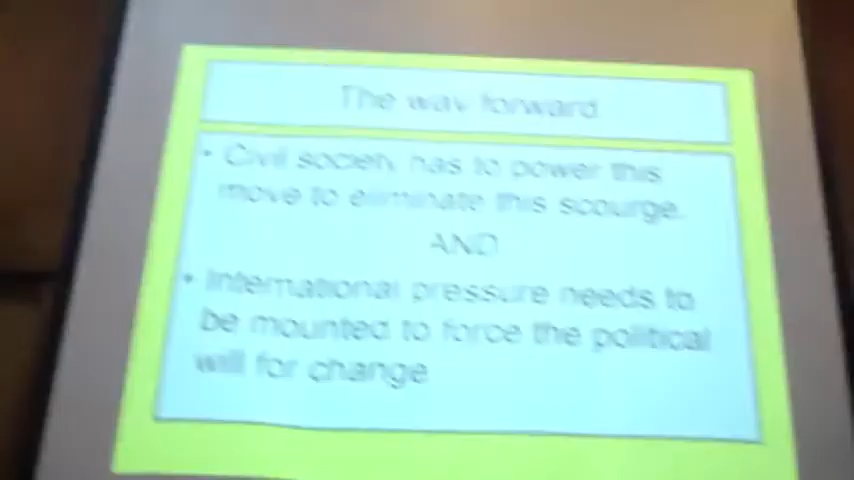 The way forward
• Civil society has to power this
move to eliminate this scourge.
AND
• International pressure needs to
be mounted to force the political
will for change